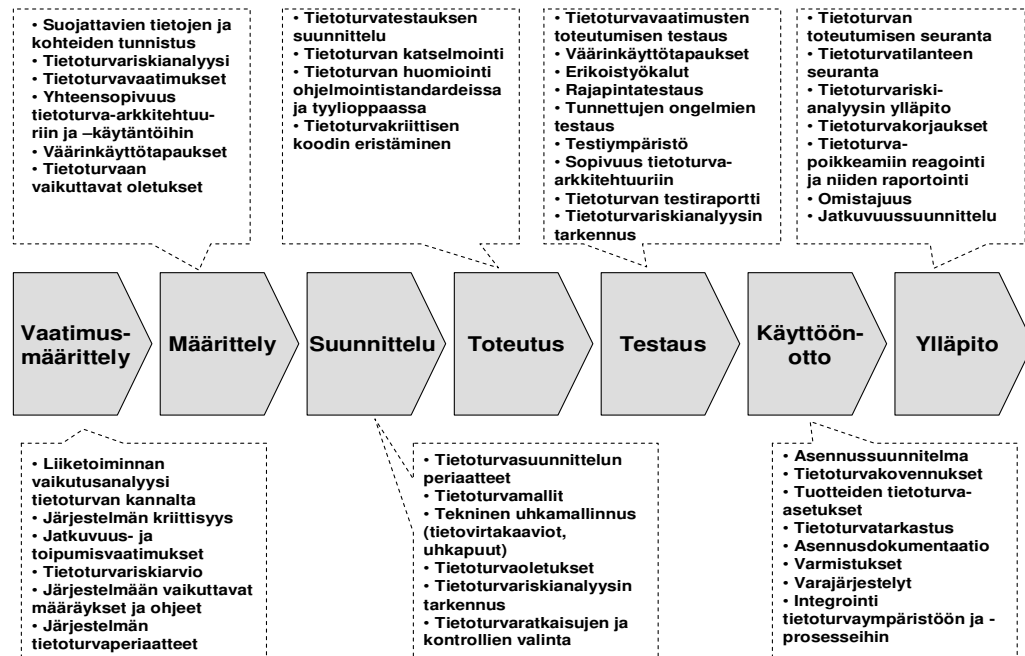 • Suojattavien tietojen ja
kohteiden tunnistus
• Tietoturvariskianalyysi
• Tietoturvavaatimukset
• Yhteensopivuus
tietoturva-arkkitehtuu-
riin ja –käytäntöihin
• Väärinkäyttötapaukset
• Tietoturvaan
vaikuttavat oletukset
• Tietoturvatestauksen
suunnittelu
• Tietoturvan katselmointi
• Tietoturvan huomiointi
ohjelmointistandardeissa
ja tyylioppaassa
• Tietoturvakriittisen
koodin eristäminen
• Tietoturvavaatimusten
toteutumisen testaus
• Väärinkäyttötapaukset
• Erikoistyökalut
• Rajapintatestaus
• Tunnettujen ongelmien
testaus
• Testiympäristö
• Sopivuus tietoturva-
arkkitehtuuriin
• Tietoturvan testiraportti
• Tietoturvariskianalyysin
tarkennus
• Tietoturvan
toteutumisen seuranta
• Tietoturvatilanteen
seuranta
• Tietoturvariski-
analyysin ylläpito
• Tietoturvakorjaukset
• Tietoturva-
poikkeamiin reagointi
ja niiden raportointi
• Omistajuus
• Jatkuvuussuunnittelu
Vaatimus-
määrittely
Määrittely
Suunnittelu
Toteutus
Testaus
Käyttöön-
otto
Ylläpito
• Liiketoiminnan
vaikutusanalyysi
tietoturvan kannalta
• Järjestelmän kriittisyys
• Jatkuvuus- ja
toipumisvaatimukset
• Tietoturvariskiarvio
• Järjestelmään vaikuttavat
määräykset ja ohjeet
• Järjestelmän
tietoturvaperiaatteet
• Tietoturvasuunnittelun
periaatteet
• Tietoturvamallit
• Tekninen uhkamallinnus
(tietovirtakaaviot,
uhkapuut)
• Tietoturvaoletukset
• Tietoturvariskianalyysin
tarkennus
• Tietoturvaratkaisujen ja
kontrollien valinta
• Asennussuunnitelma
• Tietoturvakovennukset
• Tuotteiden tietoturva-
asetukset
• Tietoturvatarkastus
• Asennusdokumentaatio
• Varmistukset
• Varajärjestelyt
• Integrointi
tietoturvaympäristöön ja -
prosesseihin